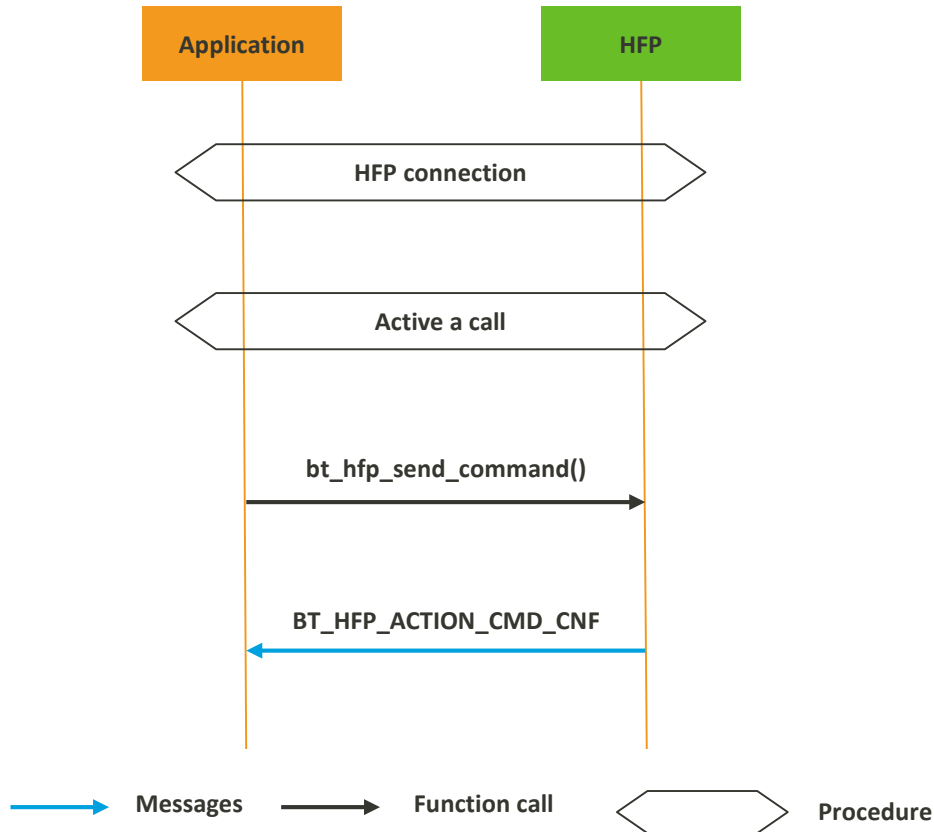 Application
HFP
HFP connection
Active a call
bt_hfp_send_command()
BT_HFP_ACTION_CMD_CNF
Messages
Function call
Procedure